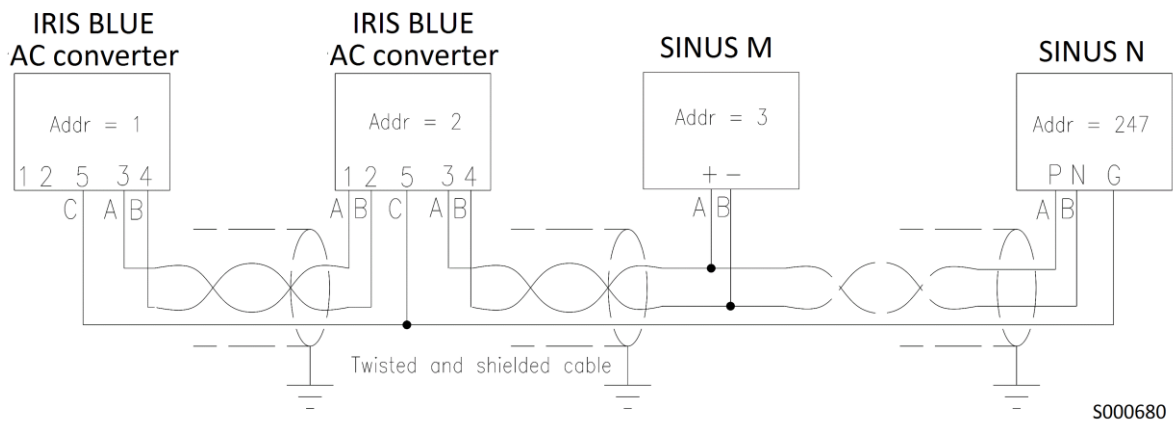 IRIS BLUE
AC converter
IRIS BLUE
AC converter
SINUS M
SINUS N
Addr = 1
Addr = 2
Addr = 3
Addr = 247
1 2 5 3 4
1 2 5 3 4
+ -
P N G
C A B
A B C A B
A B
A B
Twisted and shielded cable
S000680